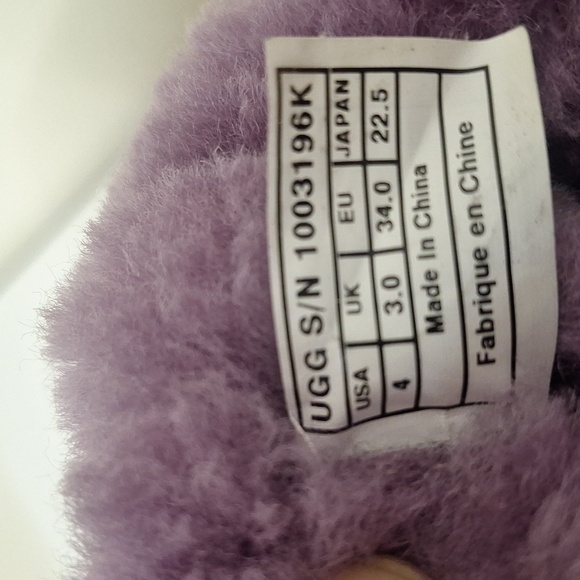 UGG S/N 1003196K
USA UK EU JAPAN
4 3.0 34.0 22.5
Made In China
Fabrique en Chine